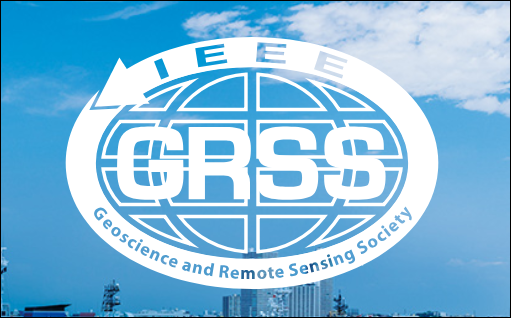 IEEE
GRSS
Geoscience and Remote Sensing Society